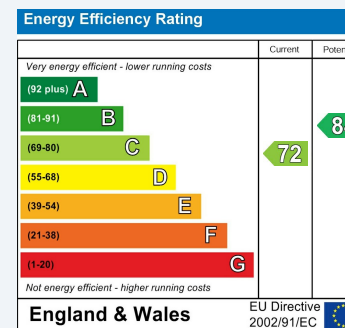 Energy Efficiency Rating
Current
Very energy efficient - lower running costs
(92 plus) A
(81-91) B
(69-80) C
72
(55-68) D
(39-54) E
(21-38) F
(1-20) G
Not energy efficient - higher running costs
England & Wales
EU Directive
2002/91/EC